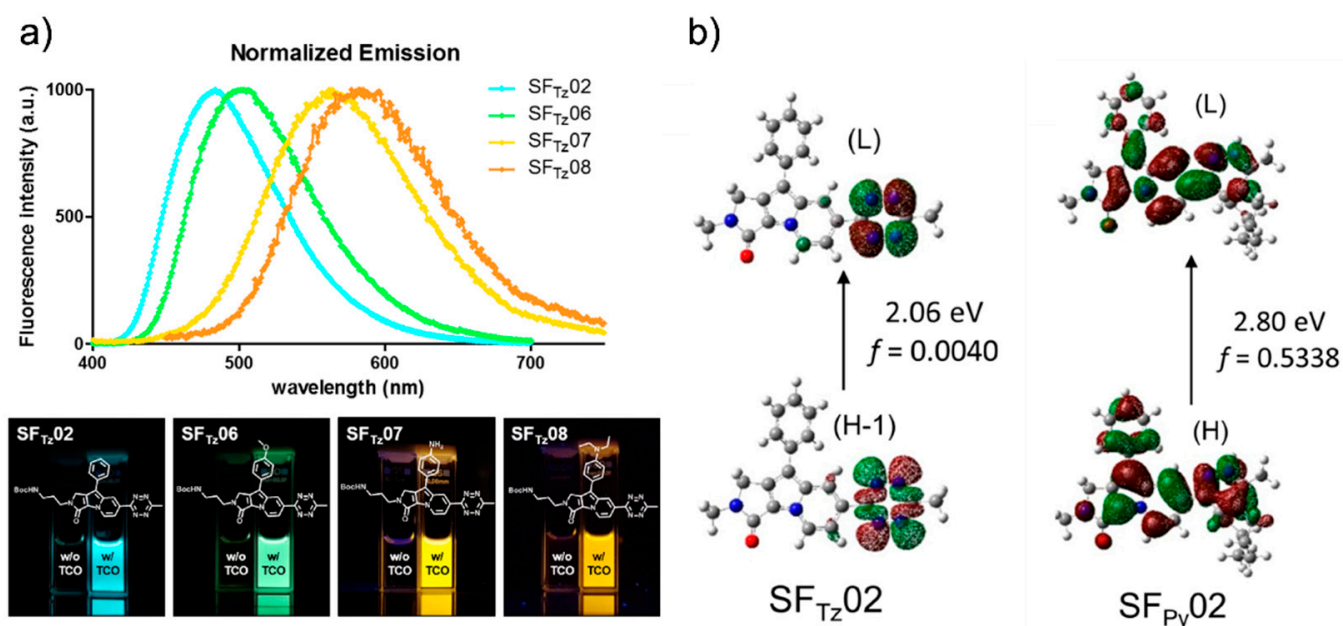 a)
Normalized Emission
Fluorescence intensity (a.u.)
1000
500
0
400
500
600
700
wavelength (nm)
SFTz02
SFTz06
SFTz07
SFTz08
SFTz02
BocHN
N
O
N
N=N
N-N
w/o
TCO
w/
TCO
SFTz06
O
BocHN
N
O
N
N=N
N-N
w/o
TCO
w/
TCO
SFTz07
NH2
BocHN
N
O
N
N=N
N-N
w/o
TCO
w/
TCO
SFTz08
N
BocHN
N
O
N
N=N
N-N
w/o
TCO
w/
TCO
b)
(L)
2.06 eV
f = 0.0040
(H-1)
SFTz02
(L)
2.80 eV
f = 0.5338
(H)
SFPy02